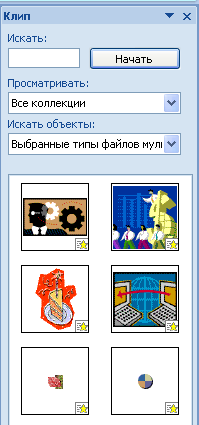 Клип
Искать:
Начать
Просматривать:
Все коллекции
Искать объекты:
Выбранные типы файлов мул